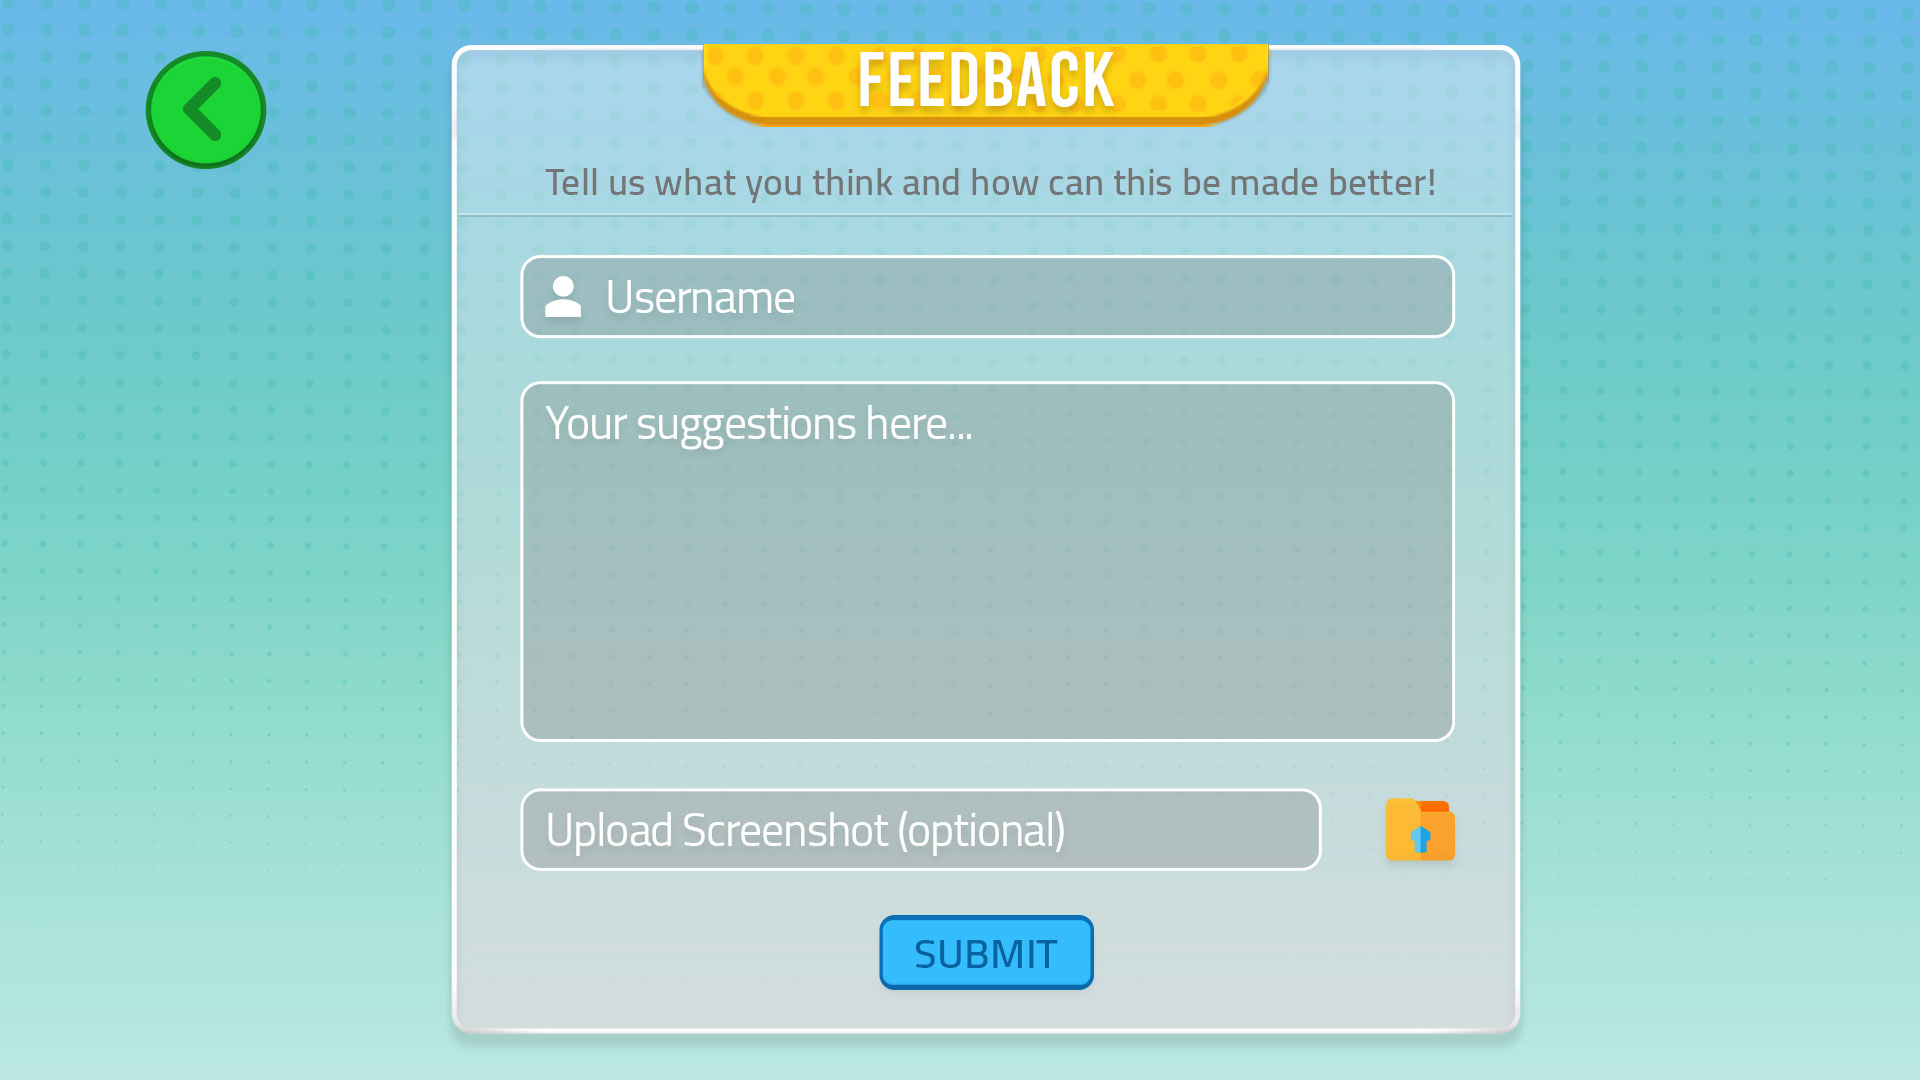 FEEDBACK
Tell us what you think and how can this be made better!
Username
Your suggestions here...
Upload Screenshot (optional)
SUBMIT